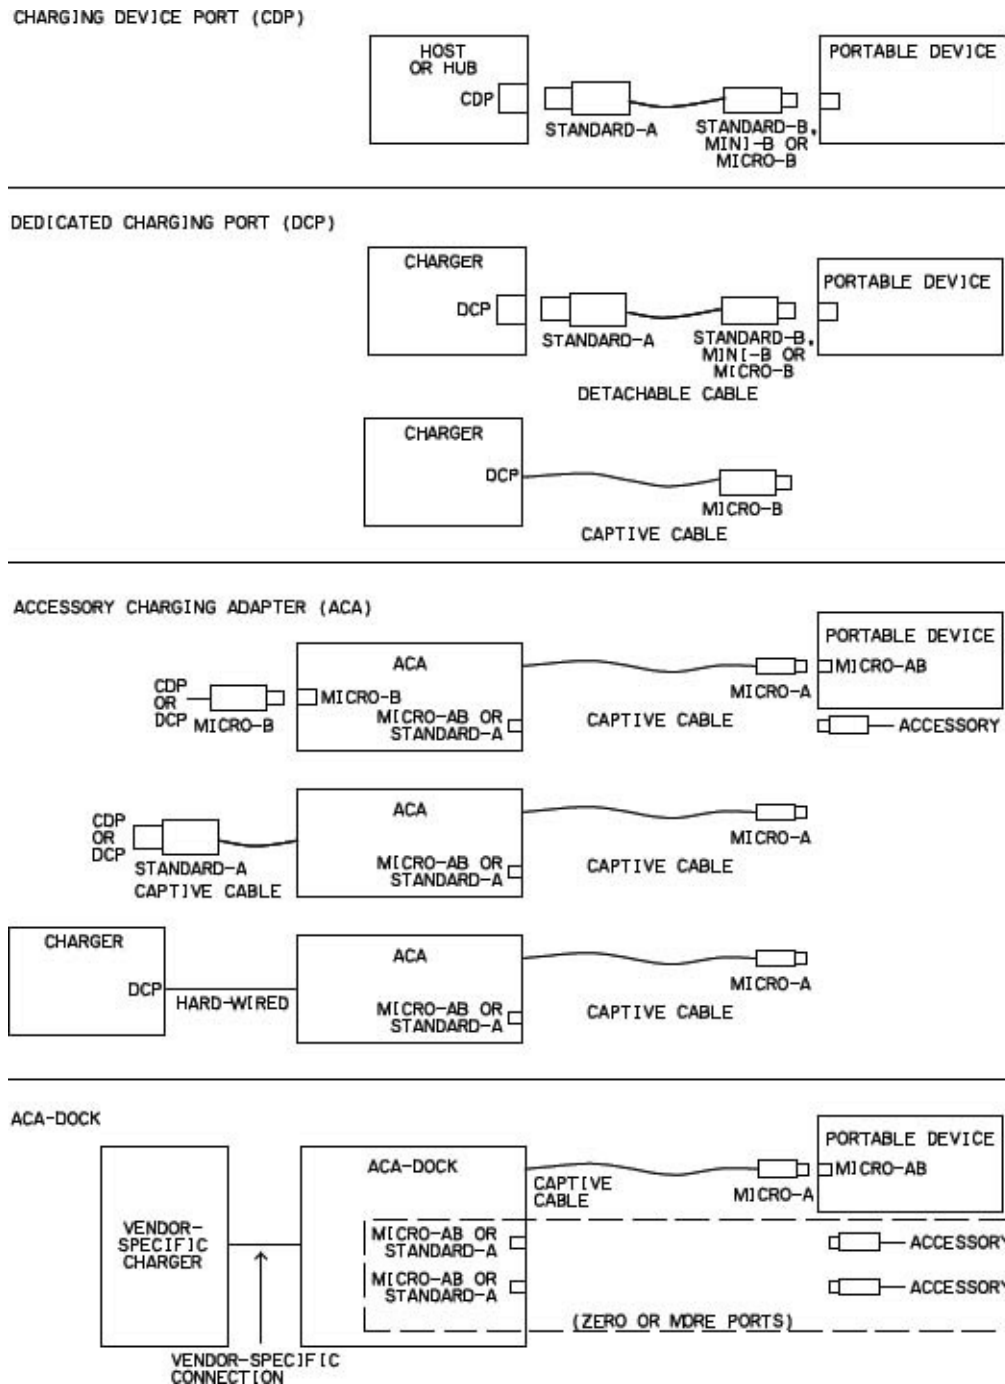 CHARGING DEVICE PORT (CDP)
HOST
OR HUB
CDP
STANDARD-A
STANDARD-B,
MINI-B OR
MICRO-B
PORTABLE DEVICE
DEDICATED CHARGING PORT (DCP)
CHARGER
DCP
STANDARD-A
STANDARD-B,
MINI-B OR
MICRO-B
PORTABLE DEVICE
DETACHABLE CABLE
CHARGER
DCP
MICRO-B
CAPTIVE CABLE
ACCESSORY CHARGING ADAPTER (ACA)
CDP
OR
DCP
MICRO-B
ACA
MICRO-B
MICRO-AB OR
STANDARD-A
CAPTIVE CABLE
MICRO-A
PORTABLE DEVICE
MICRO-AB
ACCESSORY
CDP
OR
DCP
STANDARD-A
CAPTIVE CABLE
ACA
MICRO-AB OR
STANDARD-A
CAPTIVE CABLE
MICRO-A
CHARGER
DCP
HARD-WIRED
ACA
MICRO-AB OR
STANDARD-A
CAPTIVE CABLE
MICRO-A
ACA-DOCK
VENDOR-
SPECIFIC
CHARGER
VENDOR-SPECIFIC
CONNECTION
ACA-DOCK
MICRO-AB OR
STANDARD-A
MICRO-AB OR
STANDARD-A
CAPTIVE
CABLE
MICRO-A
PORTABLE DEVICE
MICRO-AB
ACCESSORY
ACCESSORY
(ZERO OR MORE PORTS)